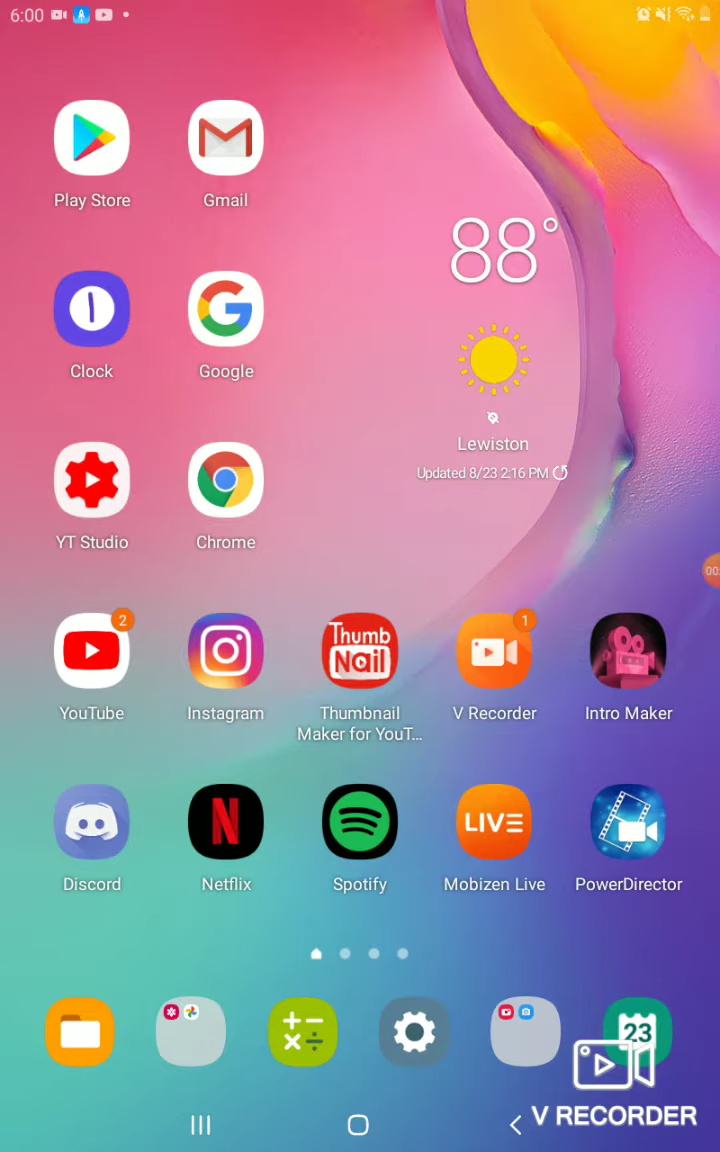 6:00
Play Store
Gmail
88°
Clock
Google
Lewiston
Updated 8/23 2:16 PM
YT Studio
Chrome
00:
2
Thumb
Nail
1
YouTube
Instagram
Thumbnail
Maker for YouT...
V Recorder
Intro Maker
N
LIVE
Discord
Netflix
Spotify
Mobizen Live
PowerDirector
23
V RECORDER